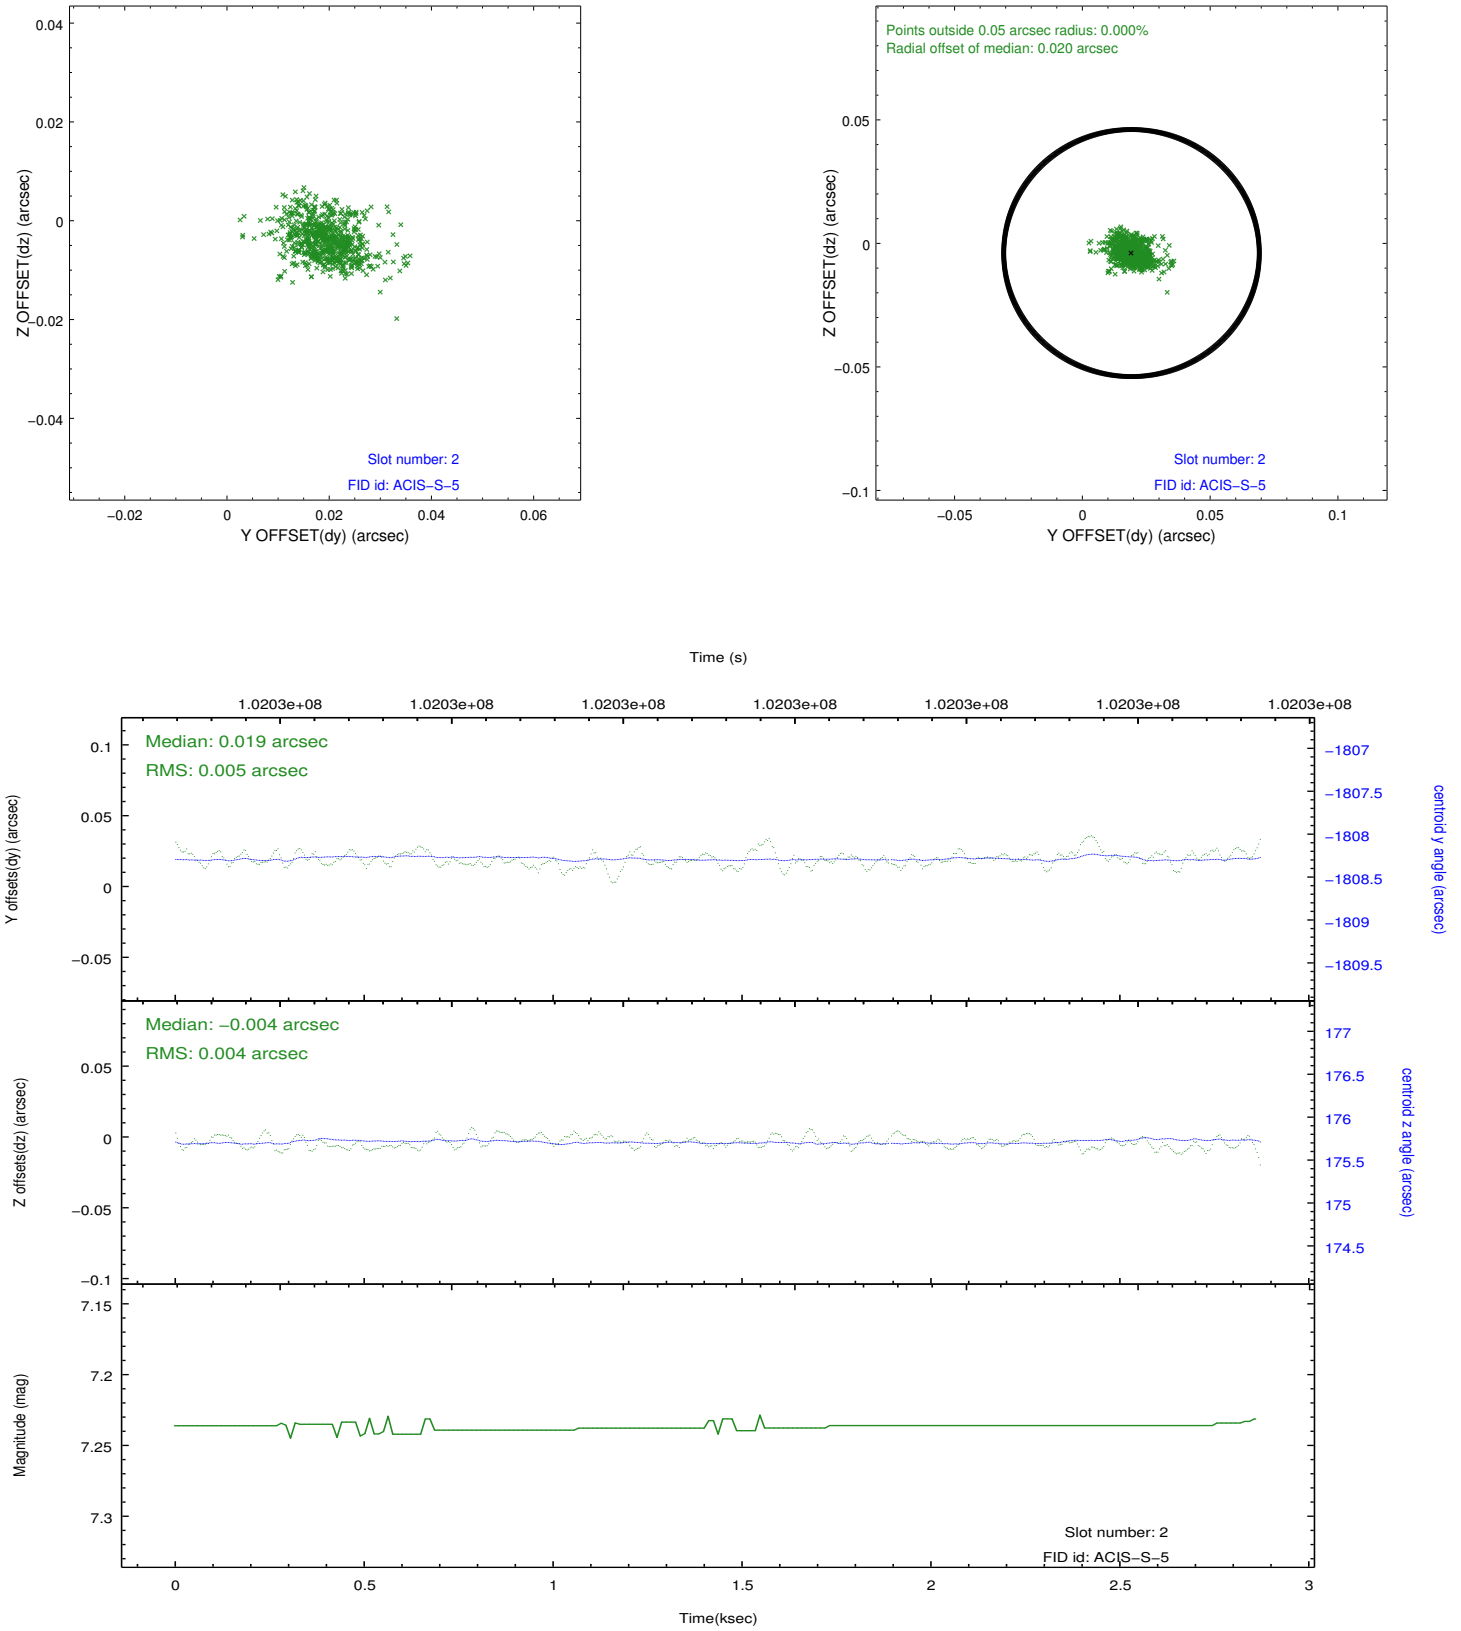 0.04
0.02
0
−0.02
−0.04
Z OFFSET(dz) (arcsec)
Slot number: 2
FID id: ACIS−S−5
−0.02 0 0.02 0.04 0.06
Y OFFSET(dy) (arcsec)
Points outside 0.05 arcsec radius: 0.000%
Radial offset of median: 0.020 arcsec
0.05
0
−0.05
−0.1
Z OFFSET(dz) (arcsec)
Slot number: 2
FID id: ACIS−S−5
−0.05 0 0.05 0.1
Y OFFSET(dy) (arcsec)
Time (s)
1.0203e+08 1.0203e+08 1.0203e+08 1.0203e+08 1.0203e+08 1.0203e+08 1.0203e+08
Median: 0.019 arcsec
RMS: 0.005 arcsec
0.1
0.05
0
−0.05
Y offsets(dy) (arcsec)
−1807
−1807.5
−1808
−1808.5
−1809
−1809.5
centroid y angle (arcsec)
Median: −0.004 arcsec
RMS: 0.004 arcsec
0.05
0
−0.05
−0.1
Z offsets(dz) (arcsec)
177
176.5
176
175.5
175
174.5
centroid z angle (arcsec)
7.15
7.2
7.25
7.3
Magnitude (mag)
Slot number: 2
FID id: ACIS−S−5
0 0.5 1 1.5 2 2.5 3
Time(ksec)